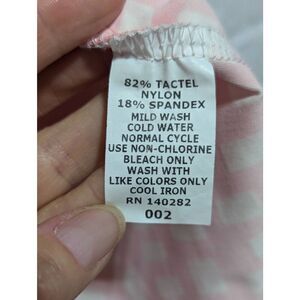 82% TACTEL
NYLON
18% SPANDEX
MILD WASH
COLD WATER
NORMAL CYCLE
USE NON-CHLORINE
BLEACH ONLY
WASH WITH
LIKE COLORS ONLY
COOL IRON
RN 140282
002